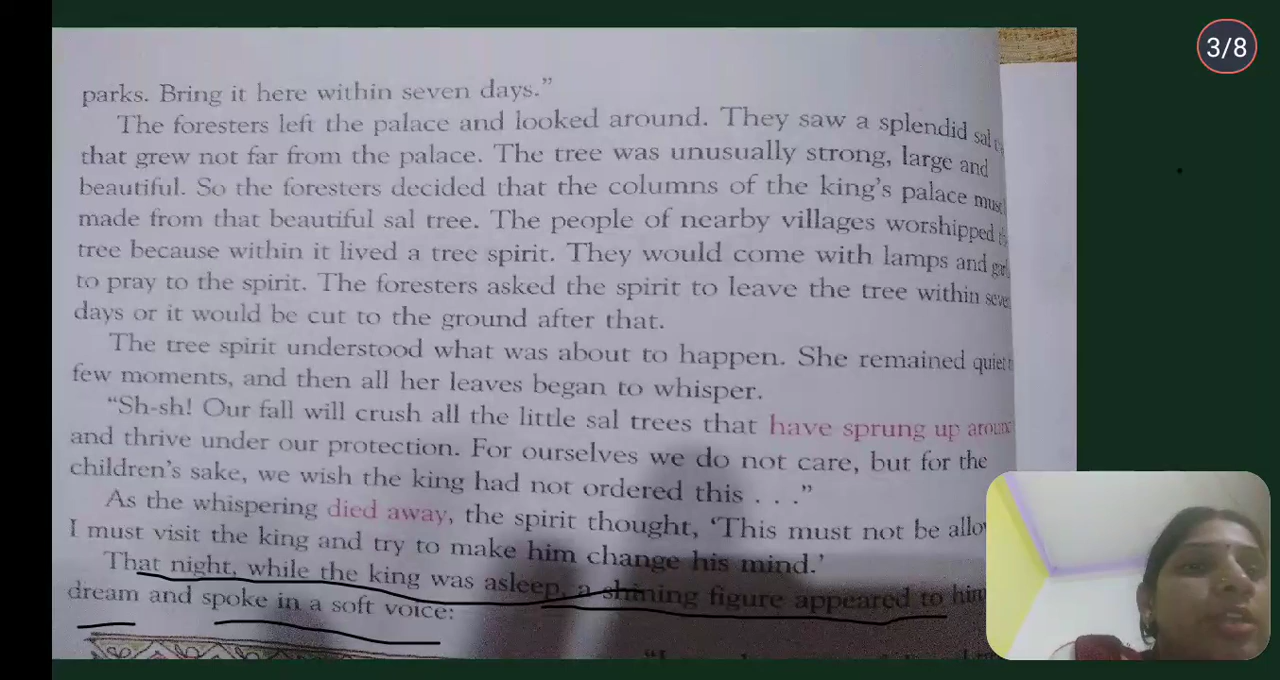 3/8
parks. Bring it here within seven days.”
The foresters left the palace and looked around. They saw a splendid sal
that grew not far from the palace. The tree was unusually strong, large and
beautiful. So the foresters decided that the columns of the king's palace must
made from that beautiful sal tree. The people of nearby villages worshipped
tree because within it lived a tree spirit. They would come with lamps and
to pray to the spirit. The foresters asked the spirit to leave the tree within
days or it would be cut to the ground after that.
The tree spirit understood what was about to happen. She remained quiet
few moments, and then all her leaves began to whisper.
“Sh-sh! Our fall will crush all the little sal trees that have sprung up
and thrive under our protection. For ourselves we do not care, but for the
children's sake, we wish the king had not ordered this . . .”
As the whispering died away, the spirit thought, ‘This must not be
I must visit the king and try to make him change his mind.’
That night, while the king was asleep, a shining figure appeared to
dream and spoke in a soft voice: